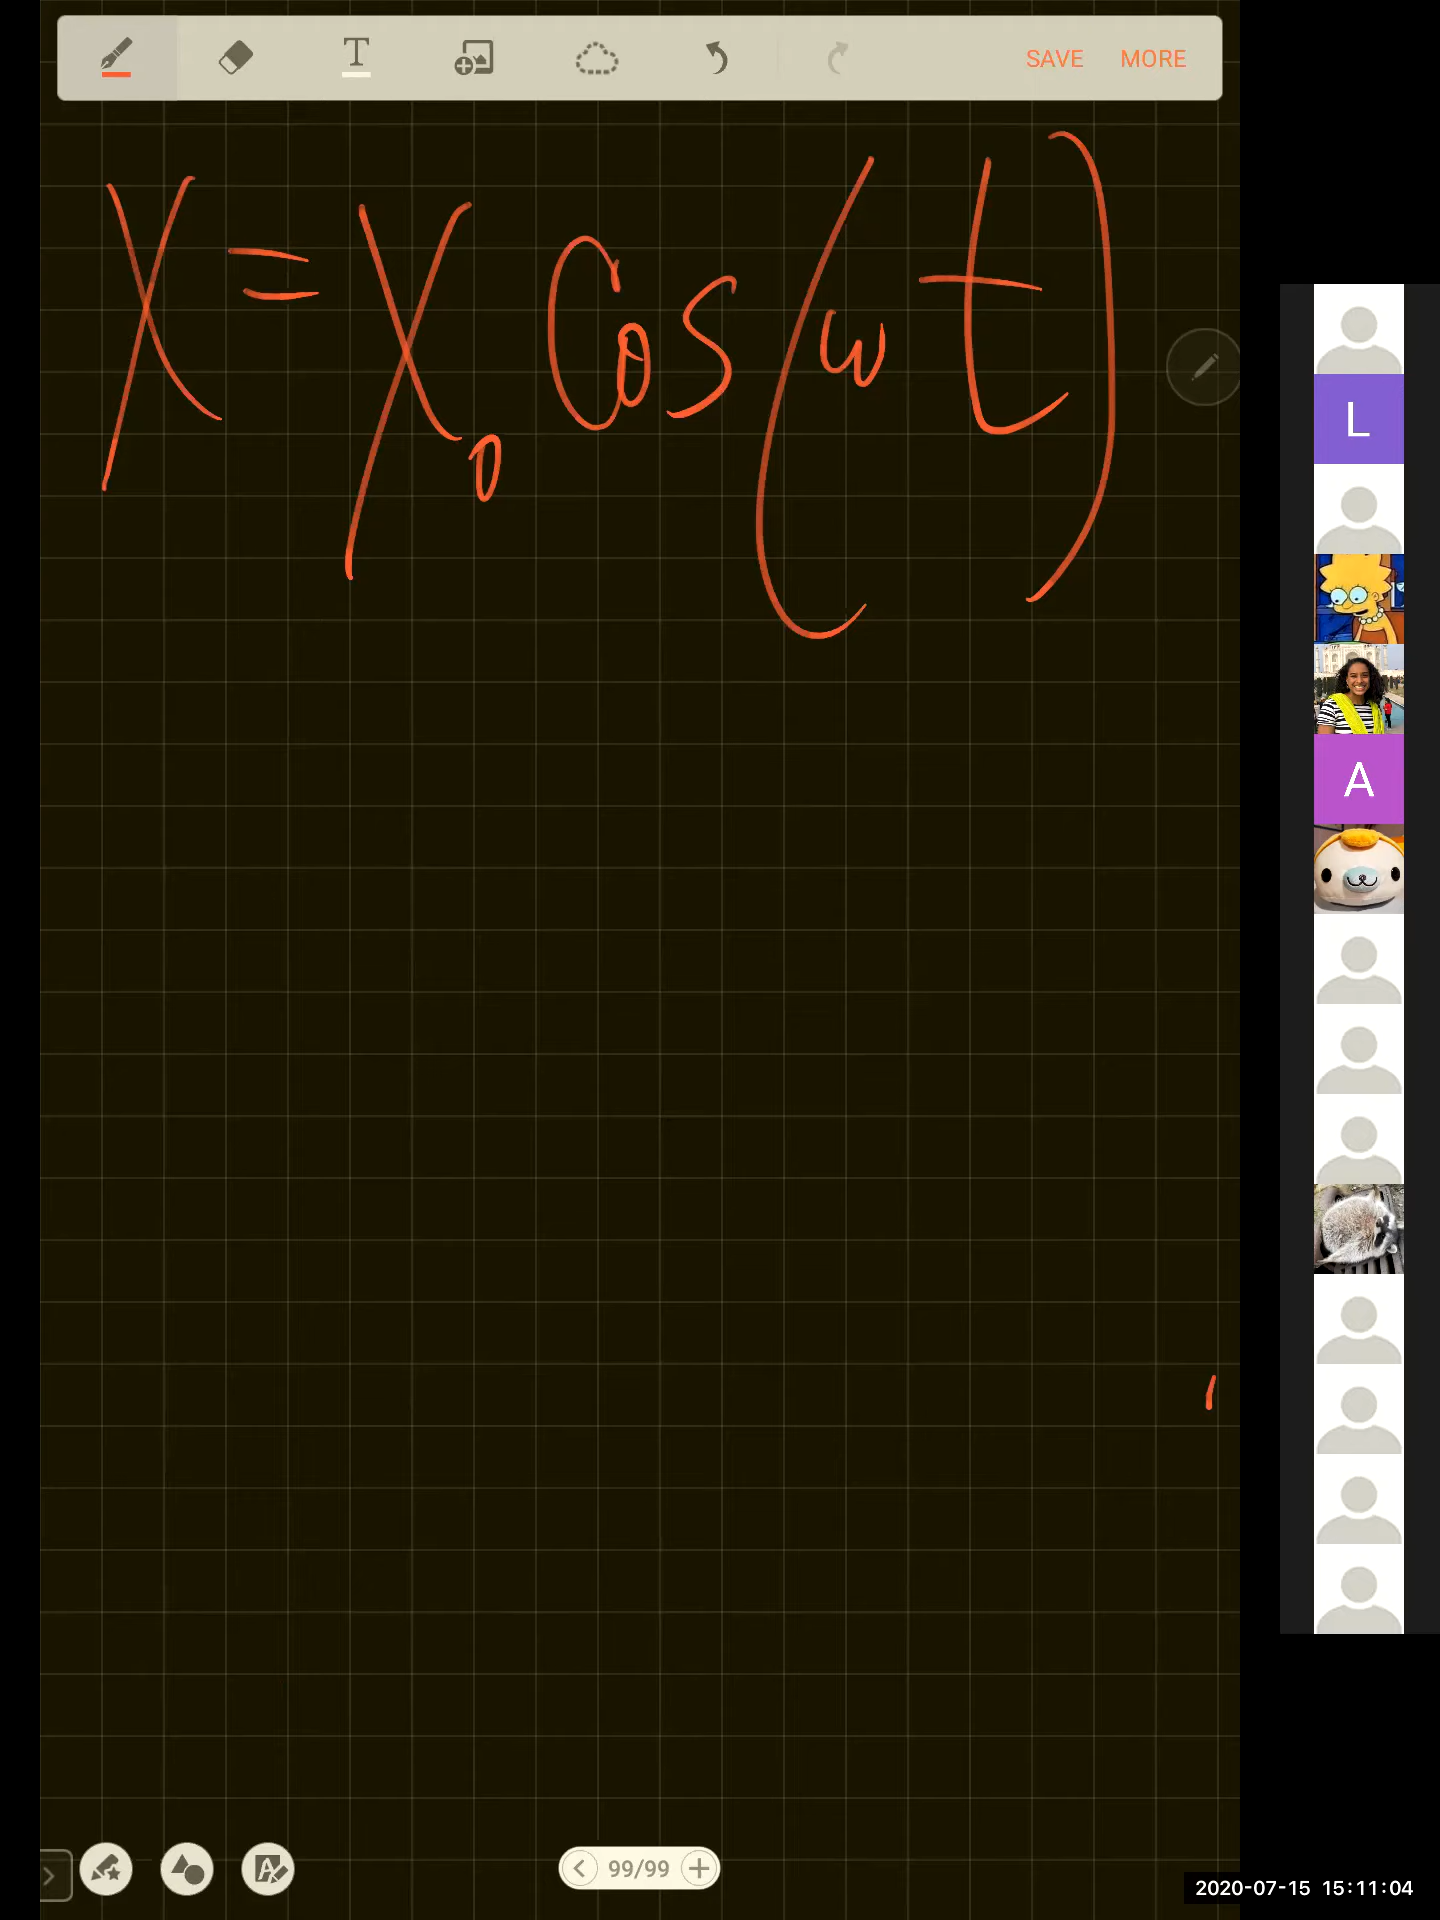 T SAVE MORE
X = X₀ Cos(ωt)
L
A
99/99
2020-07-15 15:11:04